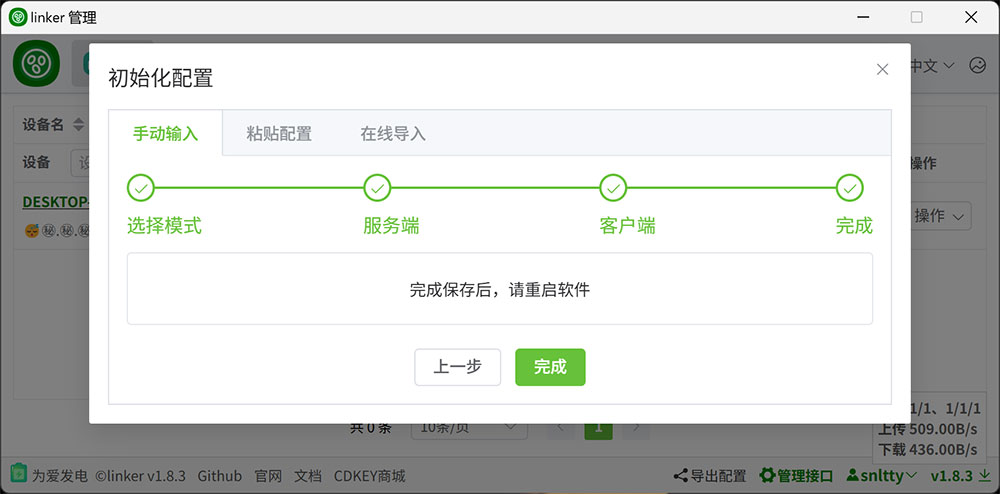 linker 管理
中文
初始化配置
手动输入 粘贴配置 在线导入
设备名
设备
操作
选择模式 服务端 客户端 完成
DESKTOP-
操作
㊙.㊙.㊙
完成保存后，请重启软件
上一步 完成
1/1、1/1/1
共 0 条 10条/页 1
上传 509.00B/s
下载 436.00B/s
为爱发电 ©linker v1.8.3 Github 官网 文档 CDKEY商城 导出配置 管理接口 snltty v1.8.3